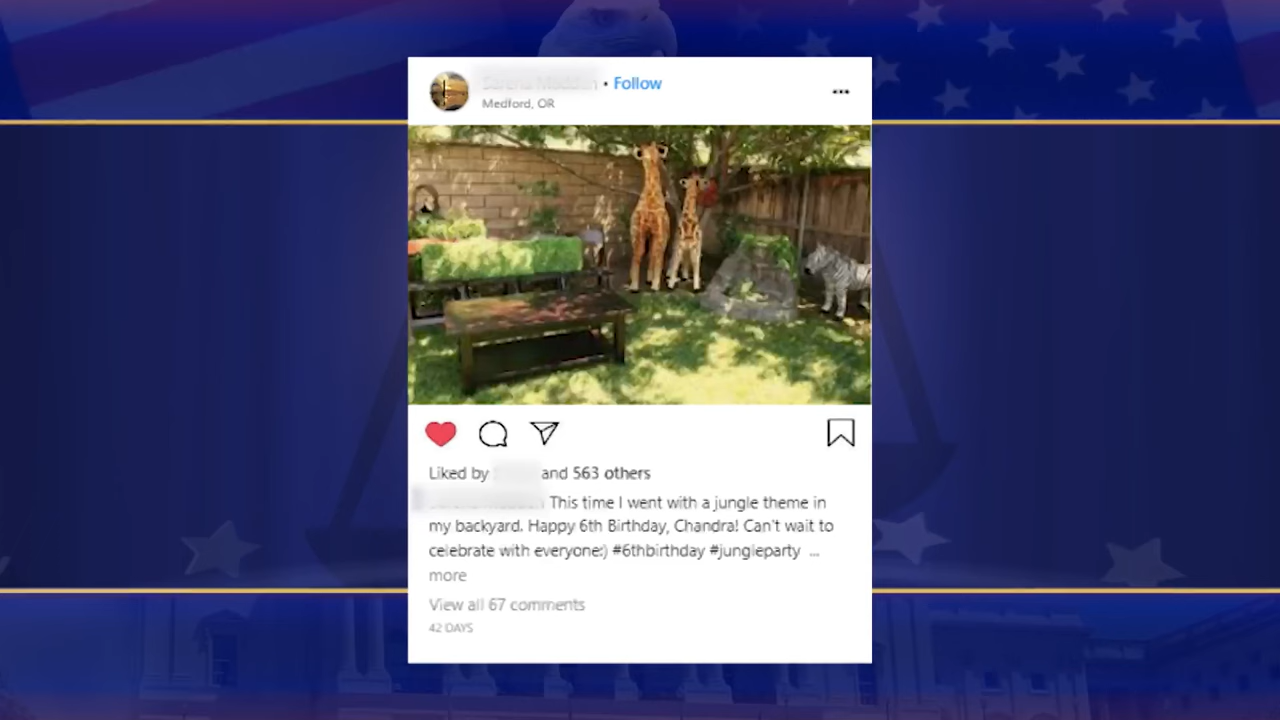 • Follow
Medford, OR
Liked by and 563 others
This time I went with a jungle theme in
my backyard. Happy 6th Birthday, Chandra! Can't wait to
celebrate with everyone:) #6thbirthday #jungleparty ...
more
View all 67 comments
42 DAYS